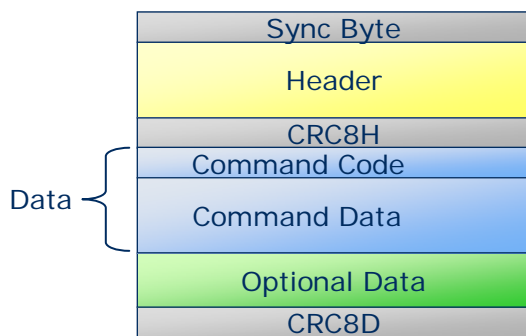 Sync Byte
Header
CRC8H
Command Code
Data
Command Data
Optional Data
CRC8D